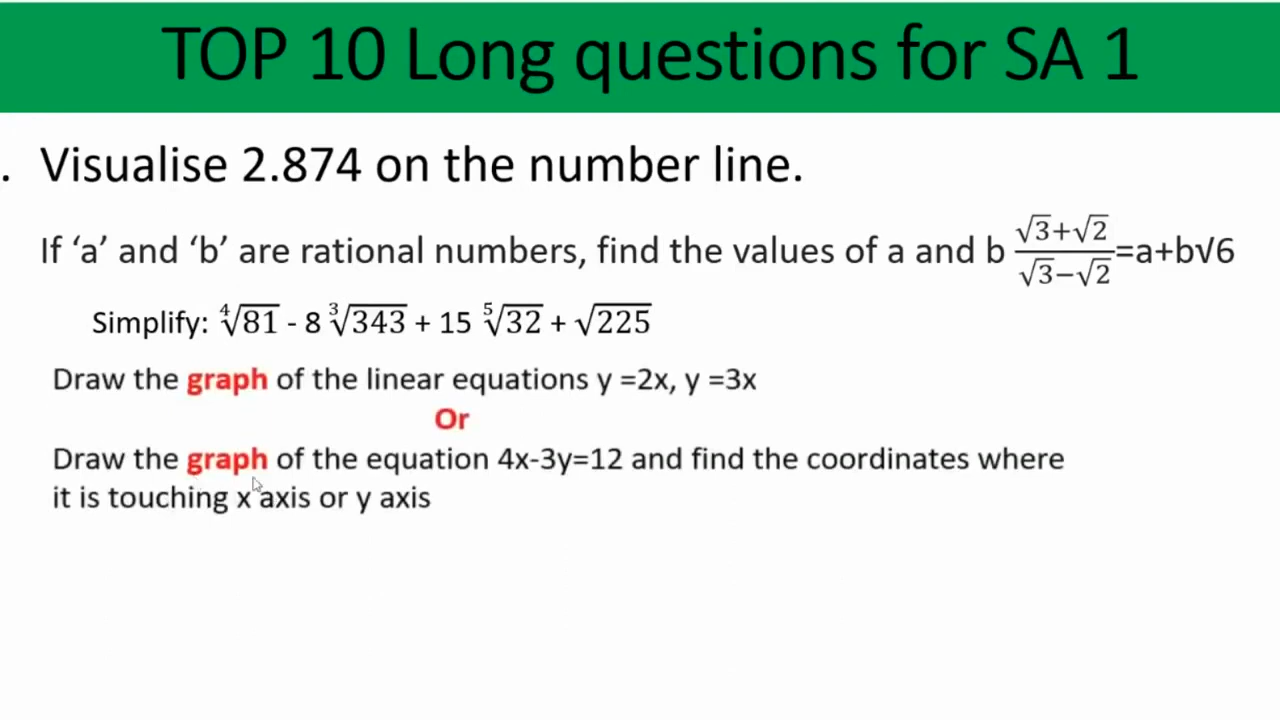 TOP 10 Long questions for SA 1
. Visualise 2.874 on the number line.
If ‘a’ and ‘b’ are rational numbers, find the values of a and b (√3+√2)/(√3−√2)=a+b√6
Simplify: ∜81 - 8 ∛343 + 15 ⁵√32 + √225
Draw the graph of the linear equations y =2x, y =3x
Or
Draw the graph of the equation 4x-3y=12 and find the coordinates where
it is touching x axis or y axis